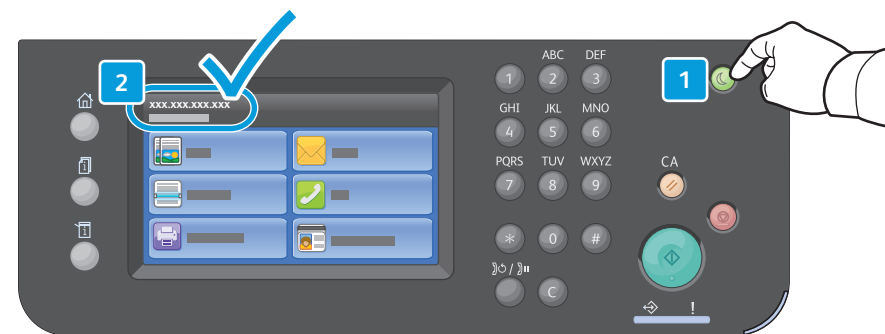 2
xxx.xxx.xxx.xxx
1
ABC
DEF
1
2
3
GHI
JKL
MNO
4
5
6
PQRS
TUV
WXYZ
7
8
9
CA
*
0
#
/
C
!